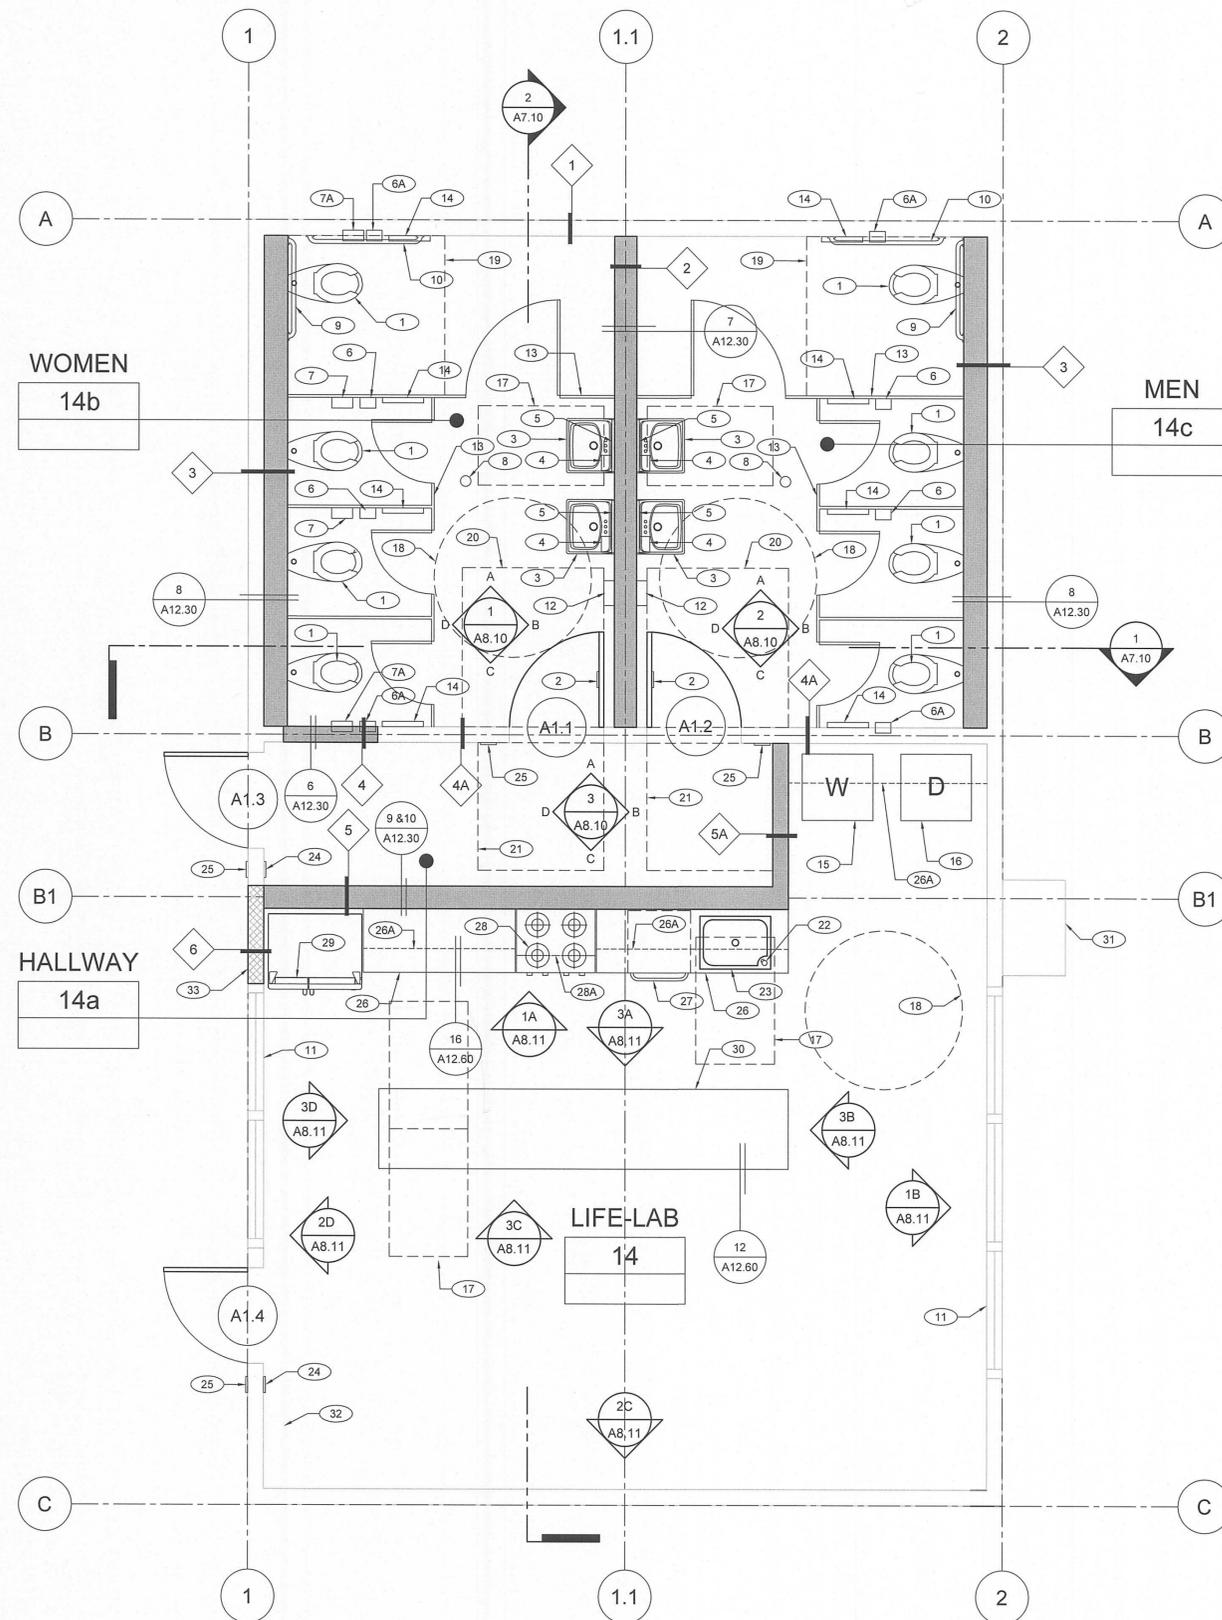 1
1.1
2
2
A7.10
1
A
A
7A
6A
14
14
6A
10
19
10
2
19
1
1
9
9
7
A12.30
WOMEN
14b
7
6
14
13
17
17
14
13
6
3
MEN
14c
5
5
1
1
3
3
13
13
4
4
8
8
3
6
14
14
6
7
5
5
1
18
20
20
18
4
4
8
A12.30
1
3
3
8
A12.30
12
12
1
A8.10
A
B
C
D
2
A8.10
A
B
C
D
1
1
1
A7.10
7A
14
2
2
4A
6A
14
6A
B
A1.1
A1.2
B
25
25
W
D
A1.3
6
A12.30
4
4A
3
A8.10
A
B
C
D
9 &10
A12.30
5
21
5A
25
24
21
15
16
26A
B1
B1
6
29
26A
28
26A
22
31
HALLWAY
14a
33
26
28A
27
26
23
18
1A
A8.11
3A
A8.11
16
A12.60
30
17
11
3D
A8.11
3B
A8.11
1B
A8.11
2D
A8.11
3C
A8.11
LIFE-LAB
14
12
A12.60
17
A1.4
11
25
24
32
2C
A8.11
C
C
1
1.1
2